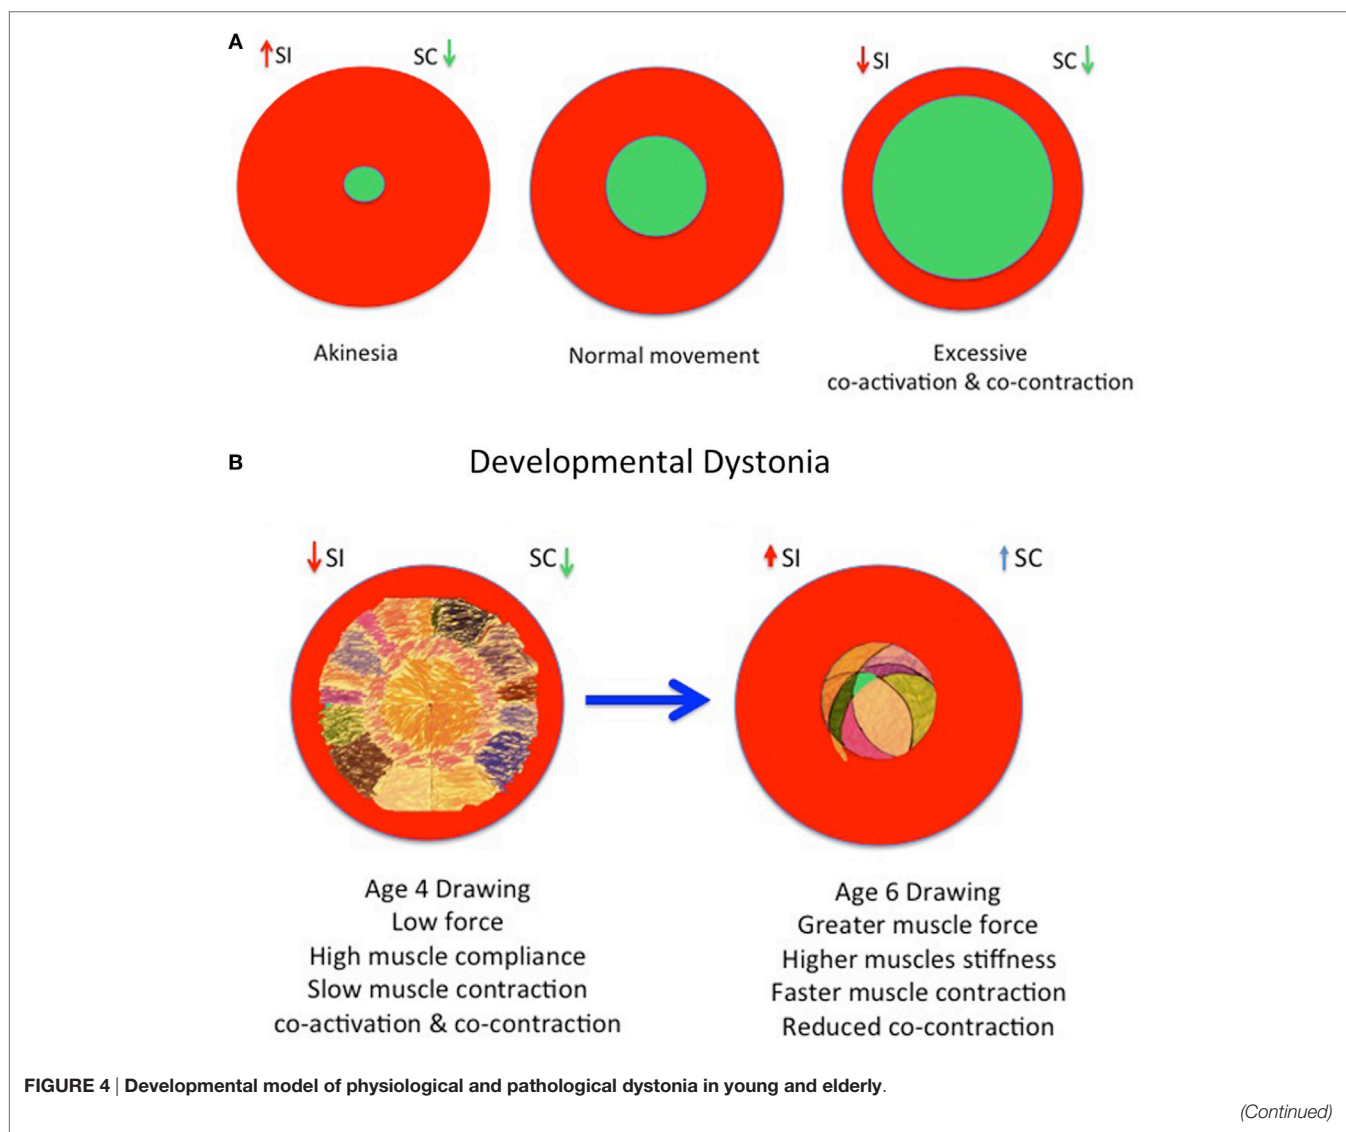 A
↑SI SC↓ ↓SI SC↓
Akinesia
Normal movement
Excessive
co-activation & co-contraction
B
Developmental Dystonia
↓SI SC↓ ↑SI ↑SC
Age 4 Drawing
Low force
High muscle compliance
Slow muscle contraction
co-activation & co-contraction
Age 6 Drawing
Greater muscle force
Higher muscles stiffness
Faster muscle contraction
Reduced co-contraction
FIGURE 4 | Developmental model of physiological and pathological dystonia in young and elderly.
(Continued)